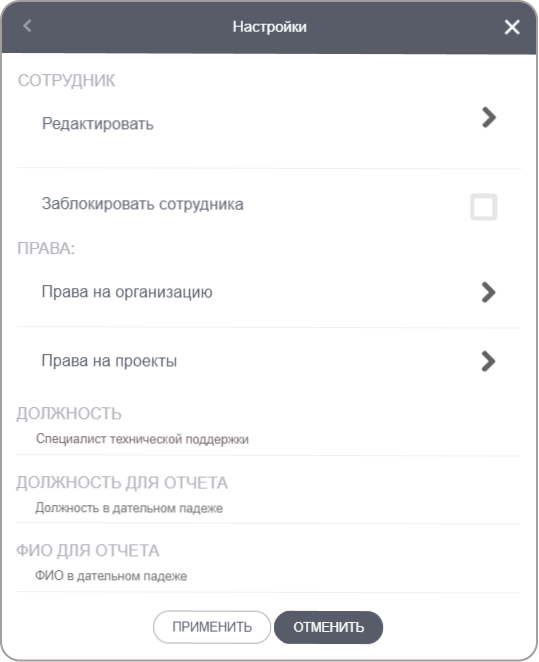 Настройки
СОТРУДНИК
Редактировать
Заблокировать сотрудника
ПРАВА:
Права на организацию
Права на проекты
ДОЛЖНОСТЬ
Специалист технической поддержки
ДОЛЖНОСТЬ ДЛЯ ОТЧЕТА
Должность в дательном падеже
ФИО ДЛЯ ОТЧЕТА
ФИО в дательном падеже
ПРИМЕНИТЬ ОТМЕНИТЬ